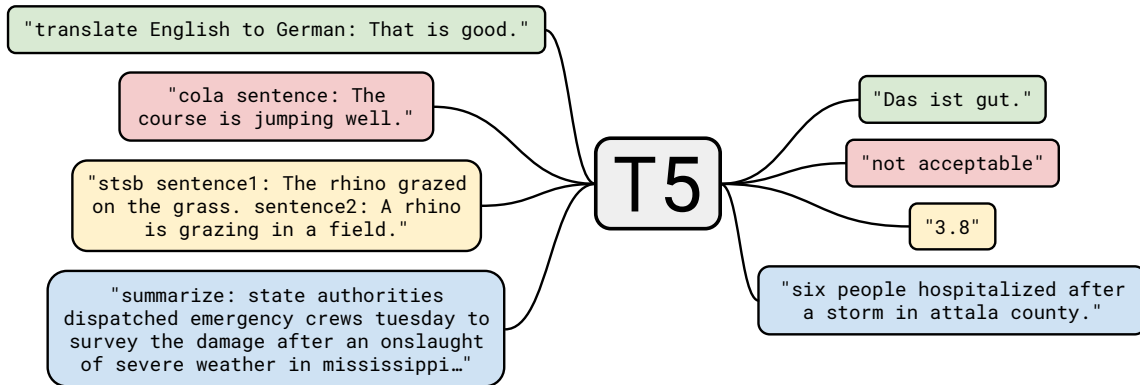 "translate English to German: That is good."
"cola sentence: The
course is jumping well."
"stsb sentence1: The rhino grazed
on the grass. sentence2: A rhino
is grazing in a field."
"summarize: state authorities
dispatched emergency crews tuesday to
survey the damage after an onslaught
of severe weather in mississippi…"
T5
"Das ist gut."
"not acceptable"
"3.8"
"six people hospitalized after
a storm in attala county."